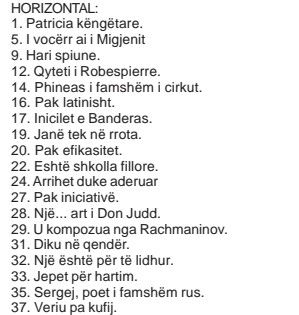 HORIZONTAL:
1. Patricia këngëtare.
5. I vocërr ai i Migjenit
9. Hari spiune.
12. Qyteti i Robespierre.
14. Phineas i famshëm i cirkut.
16. Pak latinisht.
17. Inicilet e Banderas.
19. Janë tek në rrota.
20. Pak efikasitet.
22. Eshtë shkolla fillore.
24. Arrihet duke aderuar
27. Pak iniciativë.
28. Një... art i Don Judd.
29. U kompozua nga Rachmaninov.
31. Diku në qendër.
32. Një është për të lidhur.
33. Jepet për hartim.
35. Sergej, poet i famshëm rus.
37. Veriu pa kufij.